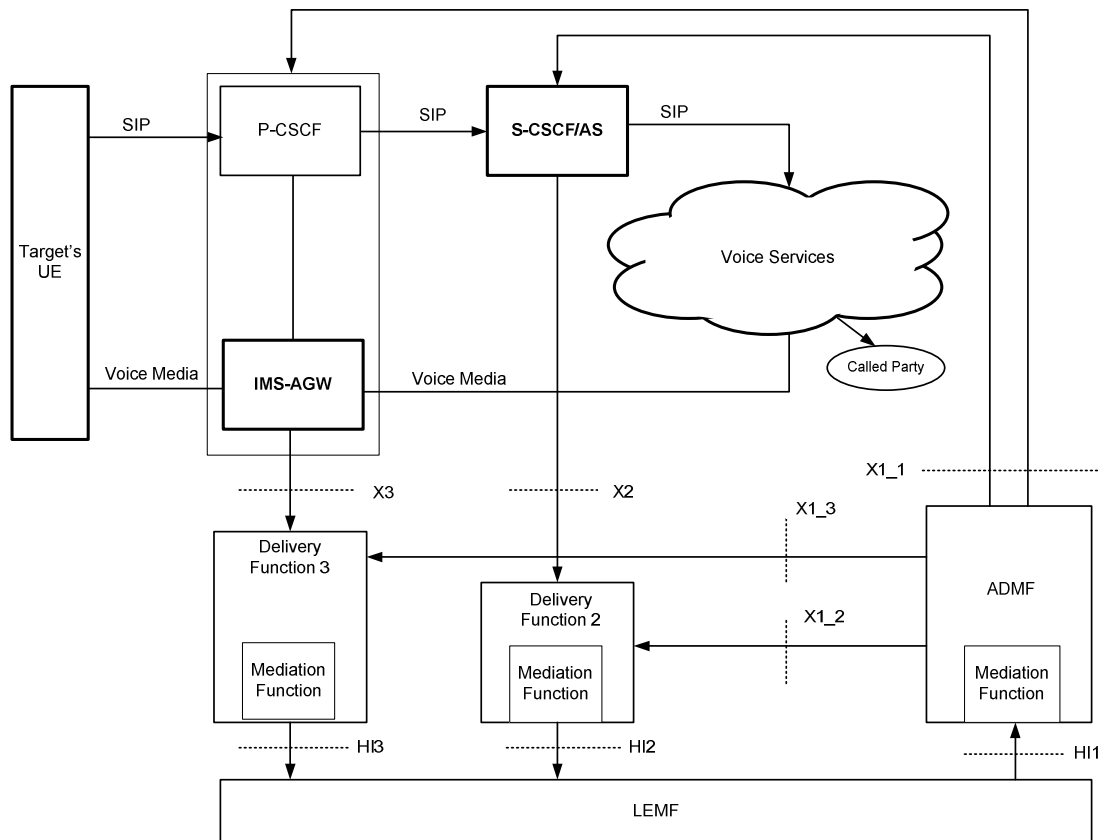 SIP
P-CSCF
SIP
S-CSCF/AS
SIP
Target's
UE
Voice Services
Voice Media
IMS-AGW
Voice Media
Called Party
X1_1
X3
X2
X1_3
Delivery
Function 3
Delivery
Function 2
ADMF
X1_2
Mediation
Function
Mediation
Function
Mediation
Function
HI3
HI2
HI1
LEMF